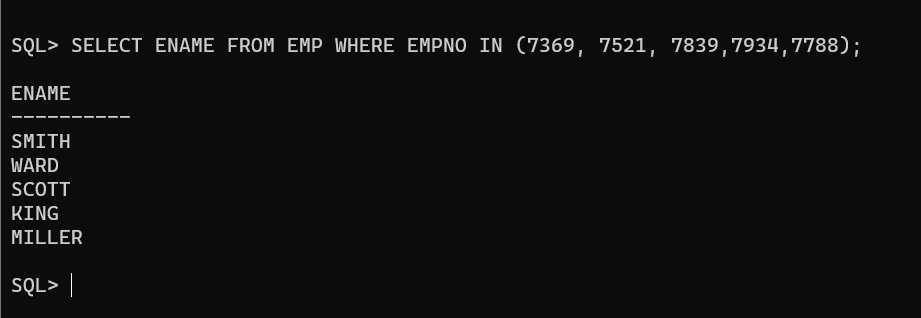 SQL> SELECT ENAME FROM EMP WHERE EMPNO IN (7369, 7521, 7839,7934,7788);
ENAME
----------
SMITH
WARD
SCOTT
KING
MILLER
SQL>